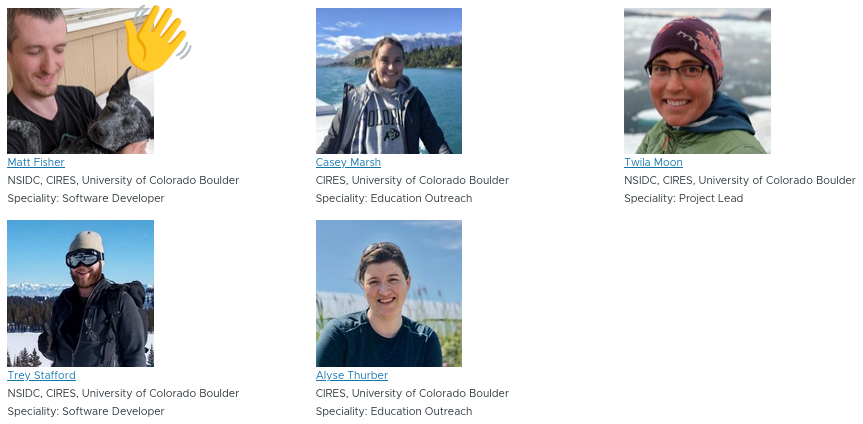 Matt Fisher
NSIDC, CIRES, University of Colorado Boulder
Speciality: Software Developer
COLOR
Casey Marsh
CIRES, University of Colorado Boulder
Speciality: Education Outreach
Twila Moon
NSIDC, CIRES, University of Colorado Boulder
Speciality: Project Lead
Trey Stafford
NSIDC, CIRES, University of Colorado Boulder
Speciality: Software Developer
Alyse Thurber
CIRES, University of Colorado Boulder
Speciality: Education Outreach